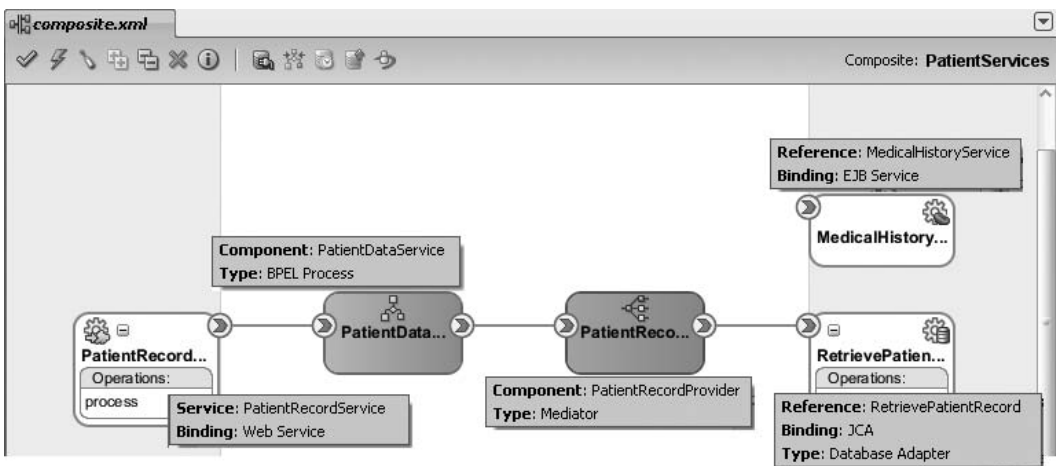 composite.xml
Composite: PatientServices
Reference: MedicalHistoryService
Binding: EJB Service
MedicalHistory...
Component: PatientDataService
Type: BPEL Process
PatientData...
PatientReco...
PatientRecord...
Operations:
process
Service: PatientRecordService
Binding: Web Service
Component: PatientRecordProvider
Type: Mediator
RetrievePatien...
Operations:
Reference: RetrievePatientRecord
Binding: JCA
Type: Database Adapter